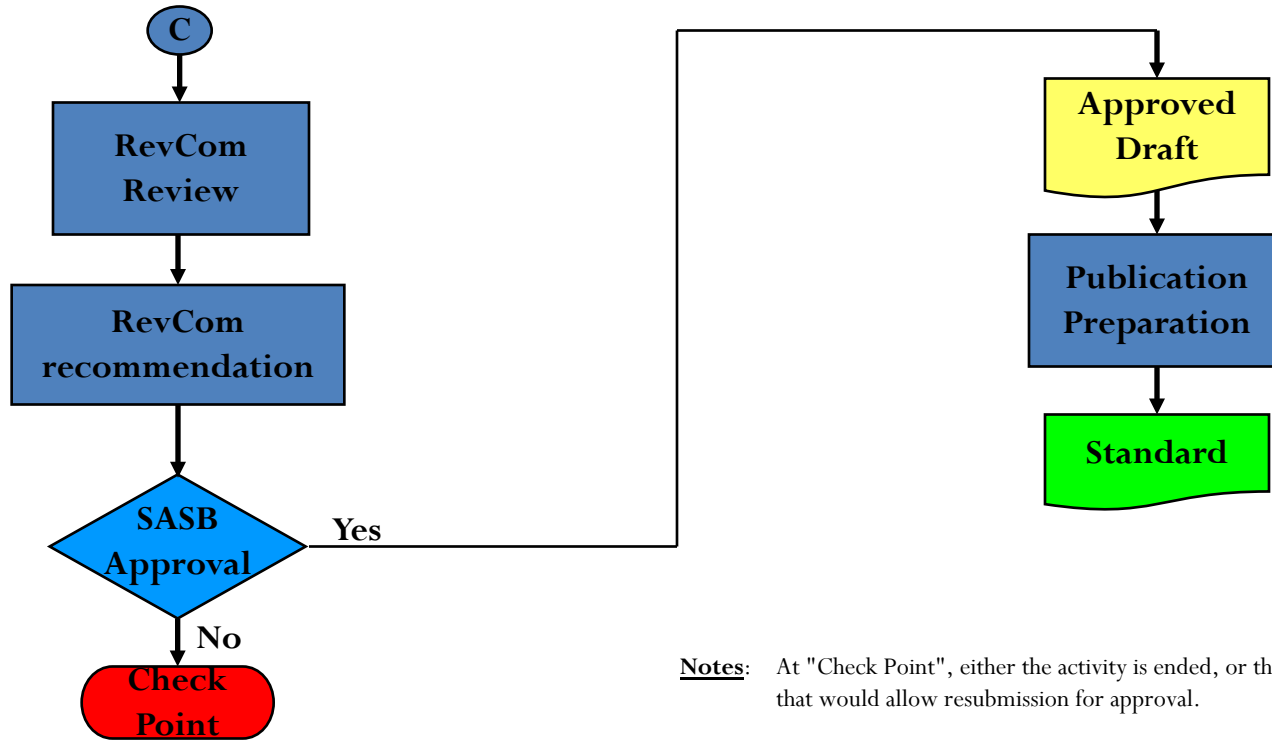 C
RevCom
Review
RevCom
recommendation
SASB
Approval
Yes
No
Check
Point
Approved
Draft
Publication
Preparation
Standard
Notes: At "Check Point", either the activity is ended, or
that would allow resubmission for approval.